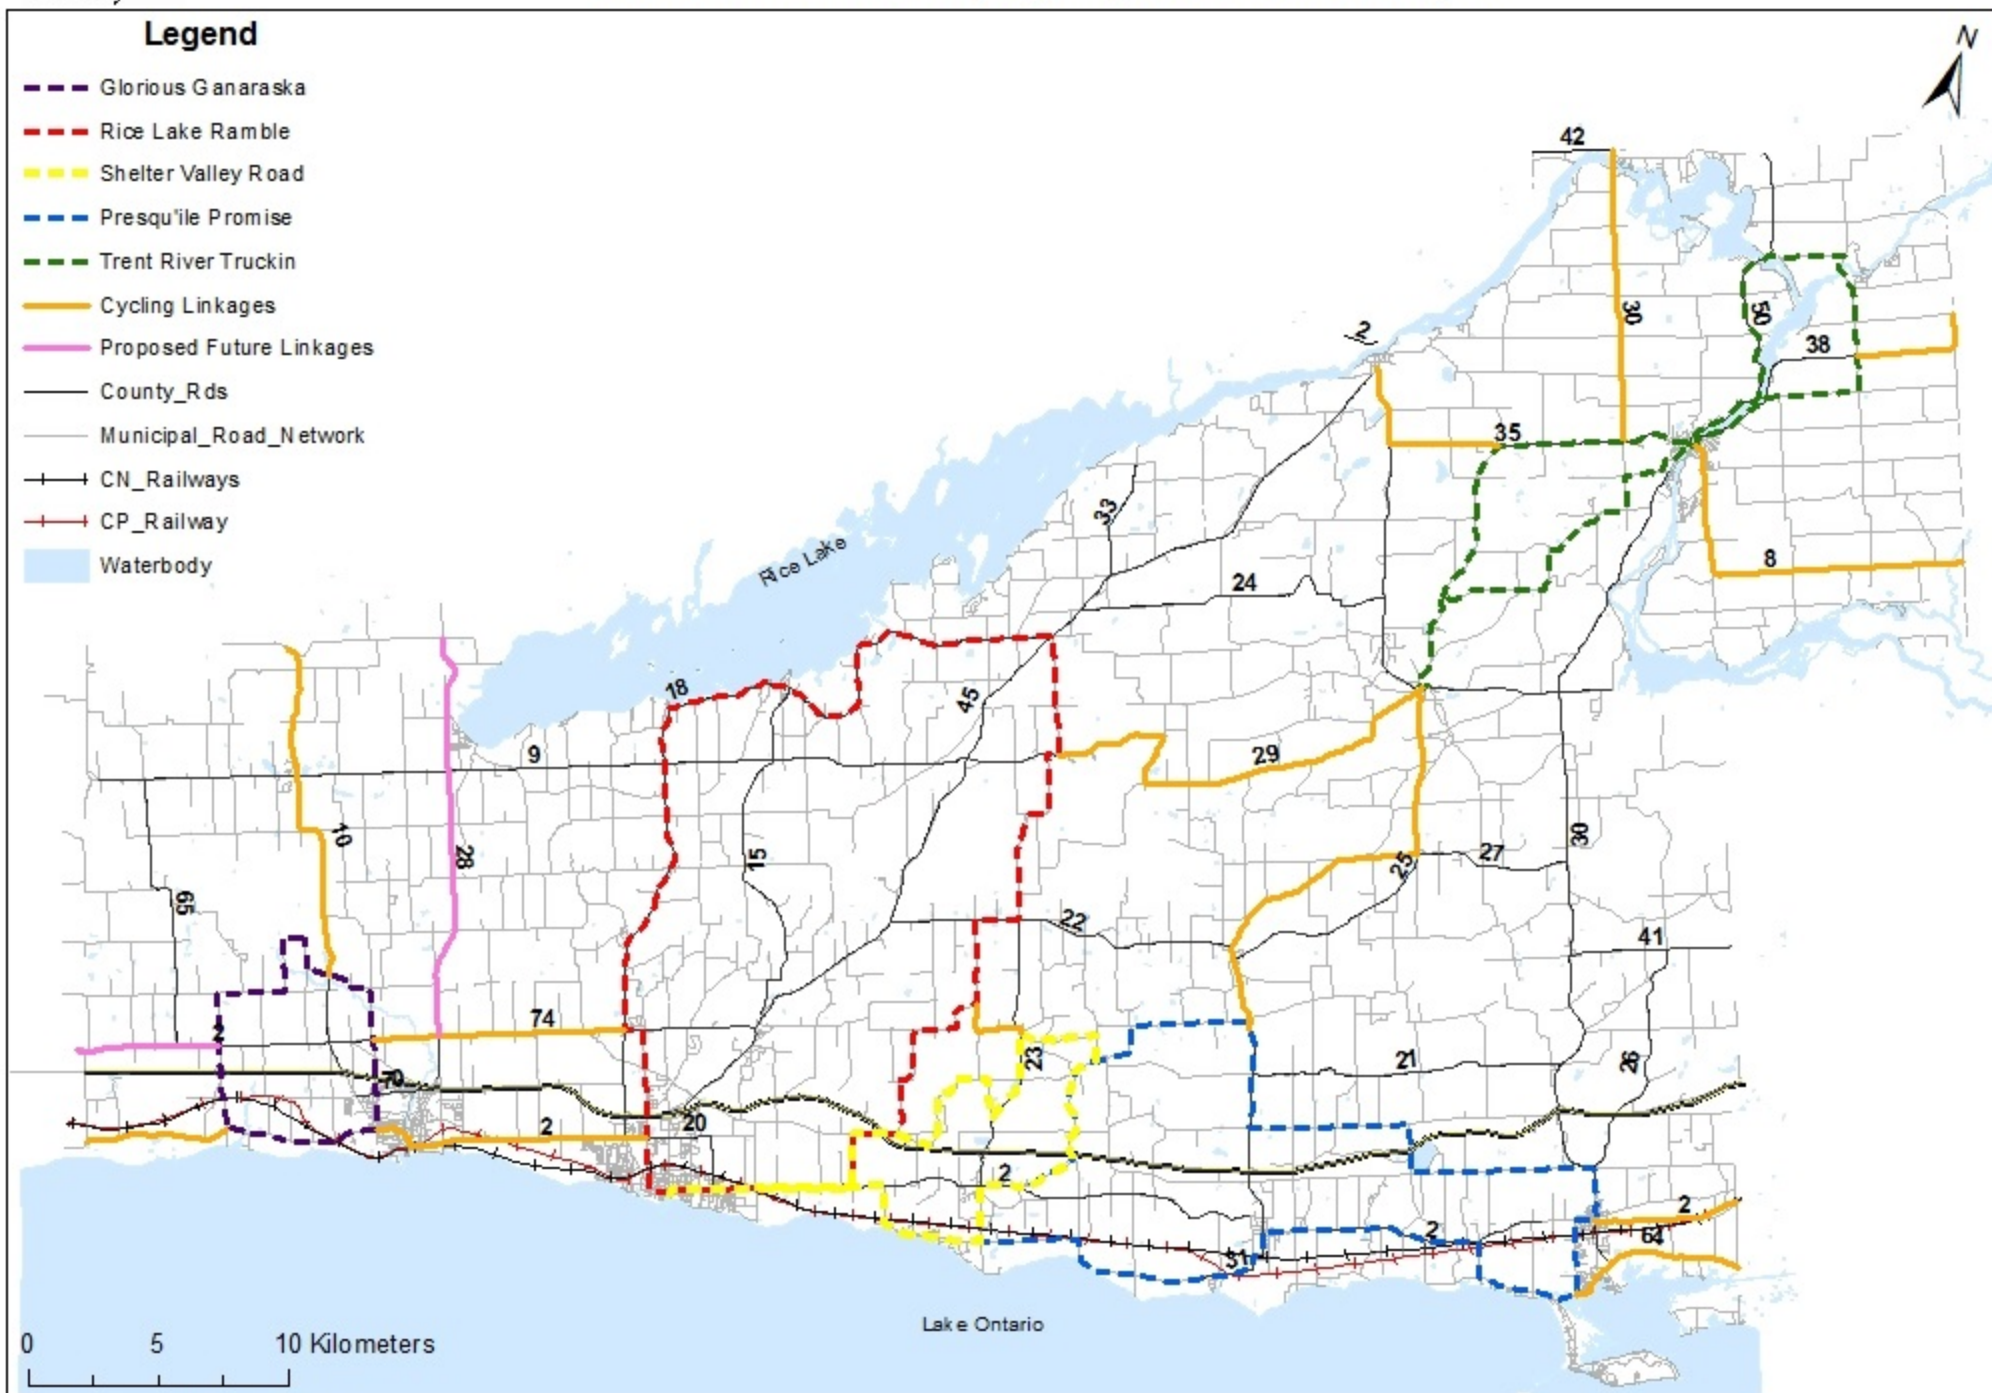 Legend
Glorious Ganaraska
Rice Lake Ramble
Shelter Valley Road
Presqu'ile Promise
Trent River Truckin
Cycling Linkages
Proposed Future Linkages
County_Rds
Municipal_Road_Network
CN_Railways
CP_Railway
Waterbody
N
42
30
50
38
2
35
33
8
Rice Lake
24
18
45
9
29
10
28
15
25
27
30
65
22
41
2
74
23
21
26
2
20
2
2
2
64
31
Lake Ontario
0 5 10 Kilometers